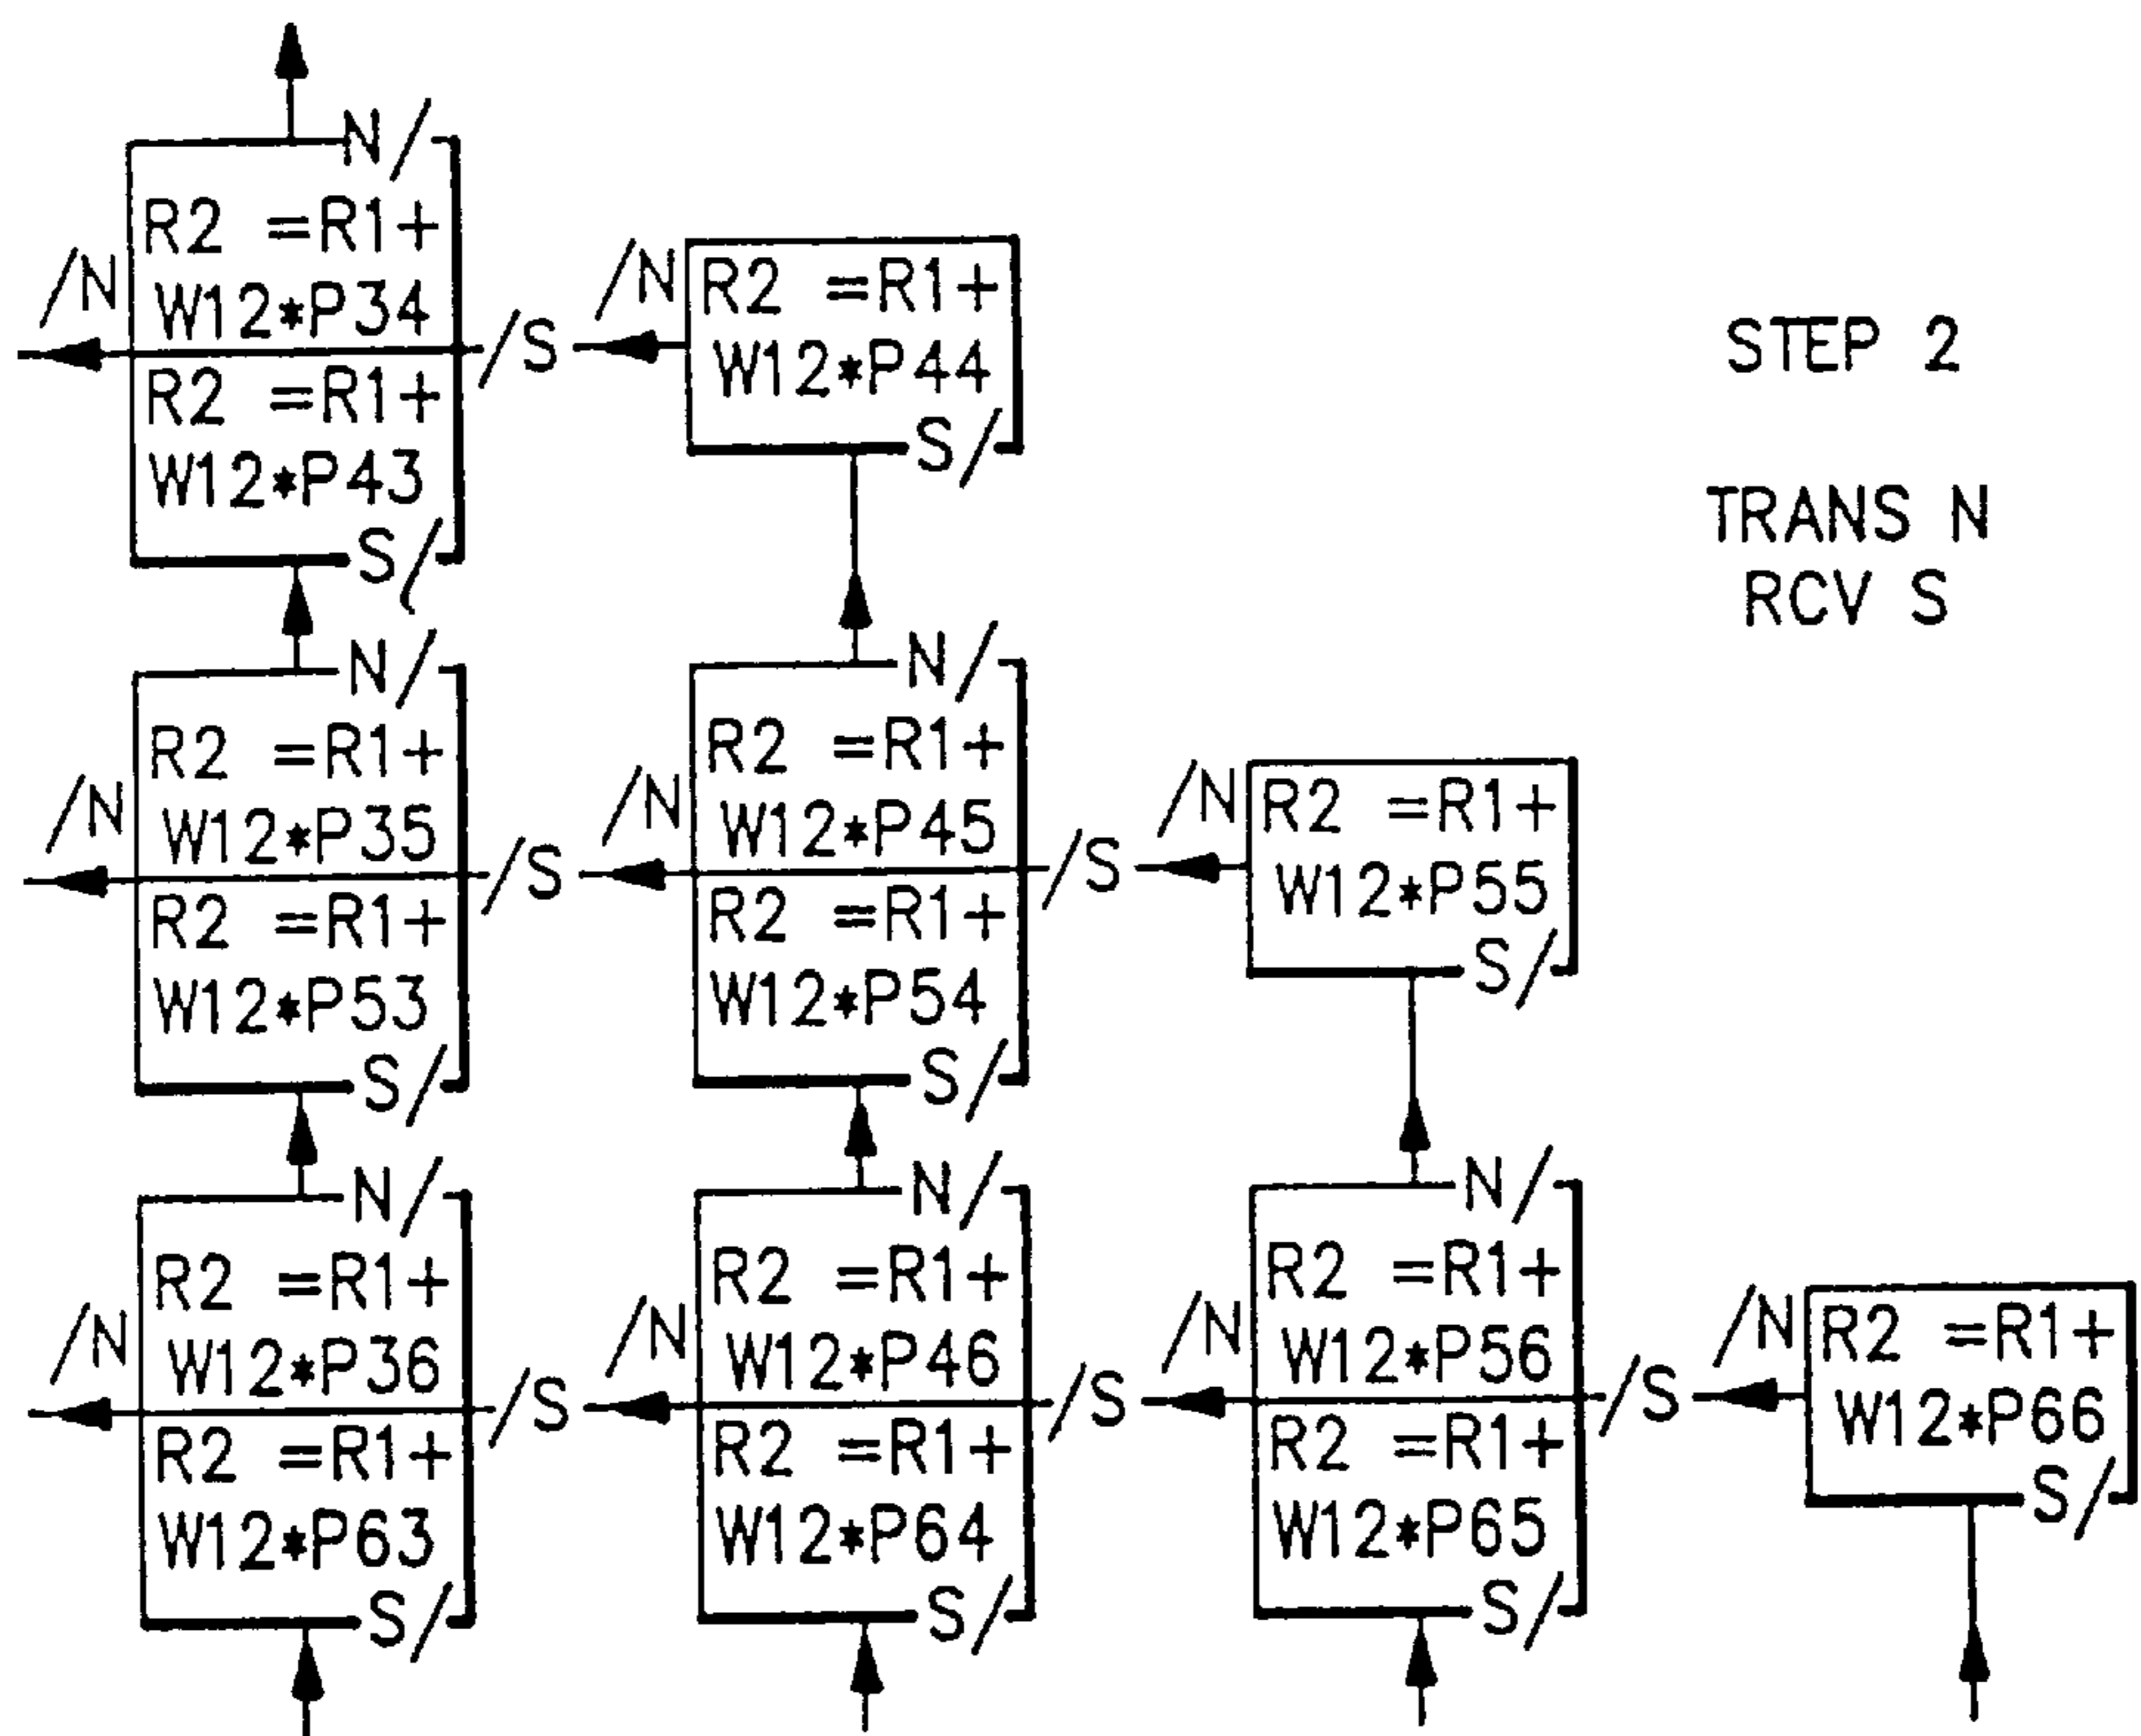 N/
R2 =R1+
/N
W12*P34
/S
R2 =R1+
W12*P43
S/
/N
R2 =R1+
W12*P44
S/
STEP 2
TRANS N
RCV S
N/
R2 =R1+
/N
W12*P35
/S
R2 =R1+
W12*P53
S/
N/
R2 =R1+
/N
W12*P45
/S
R2 =R1+
W12*P54
S/
/N
R2 =R1+
W12*P55
S/
N/
R2 =R1+
/N
W12*P36
/S
R2 =R1+
W12*P63
S/
N/
R2 =R1+
/N
W12*P46
/S
R2 =R1+
W12*P64
S/
N/
R2 =R1+
/N
W12*P56
/S
R2 =R1+
W12*P65
S/
/N
R2 =R1+
W12*P66
S/